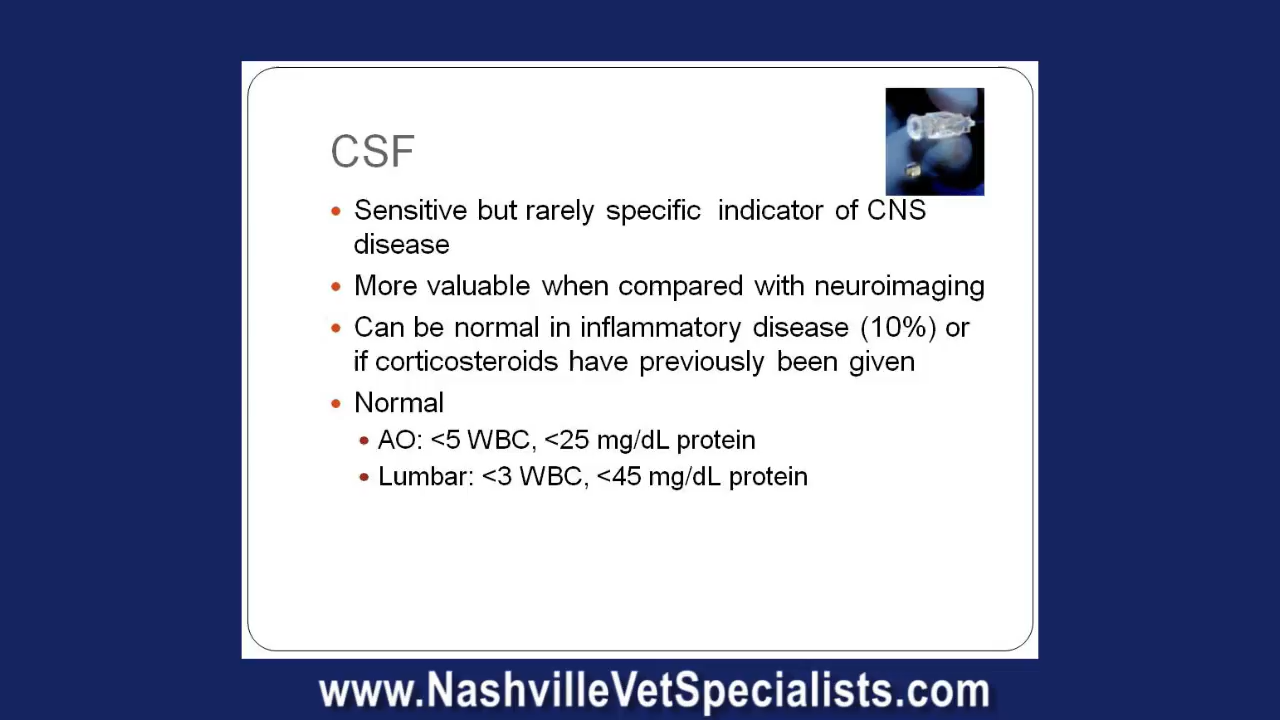 CSF
• Sensitive but rarely specific indicator of CNS
disease
• More valuable when compared with neuroimaging
• Can be normal in inflammatory disease (10%) or
if corticosteroids have previously been given
• Normal
• AO: <5 WBC, <25 mg/dL protein
• Lumbar: <3 WBC, <45 mg/dL protein
www.NashvilleVetSpecialists.com